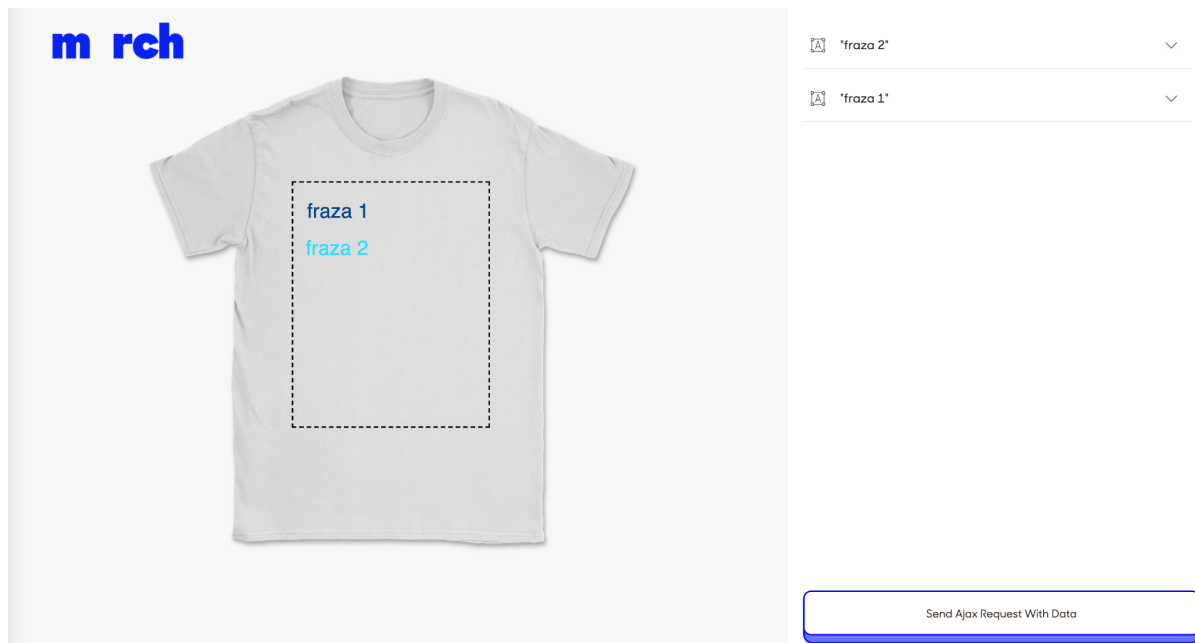 m rch
fraza 1
fraza 2
"fraza 2"
"fraza 1"
Send Ajax Request With Data